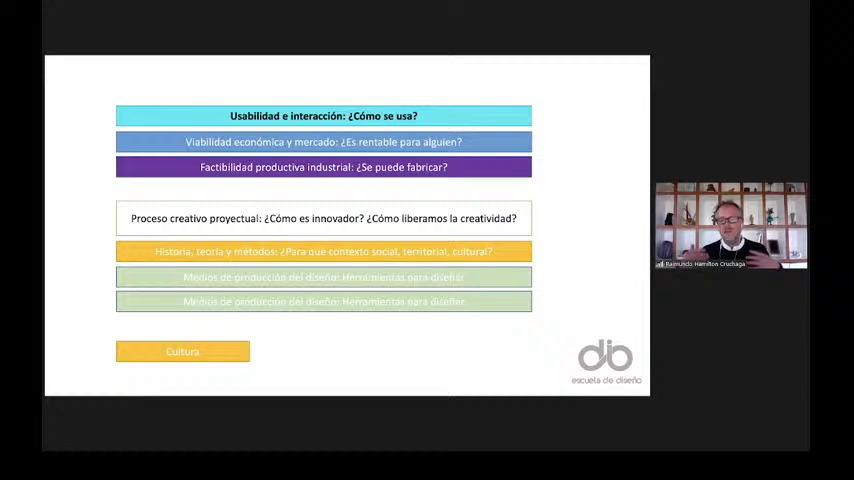 Usabilidad e interacción: ¿Cómo se usa?
Viabilidad económica y mercado: ¿Es rentable para alguien?
Factibilidad productiva industrial: ¿Se puede fabricar?
Proceso creativo proyectual: ¿Cómo es innovador? ¿Cómo liberamos la creatividad?
Historia, teoría y métodos: ¿Para qué contexto social, territorial, cultural?
Medios de producción del diseño: Herramientas para diseñar
Medios de producción del diseño: Herramientas para diseñar
Cultura
escuela de diseño
Raimundo Hamilton Cruchaga